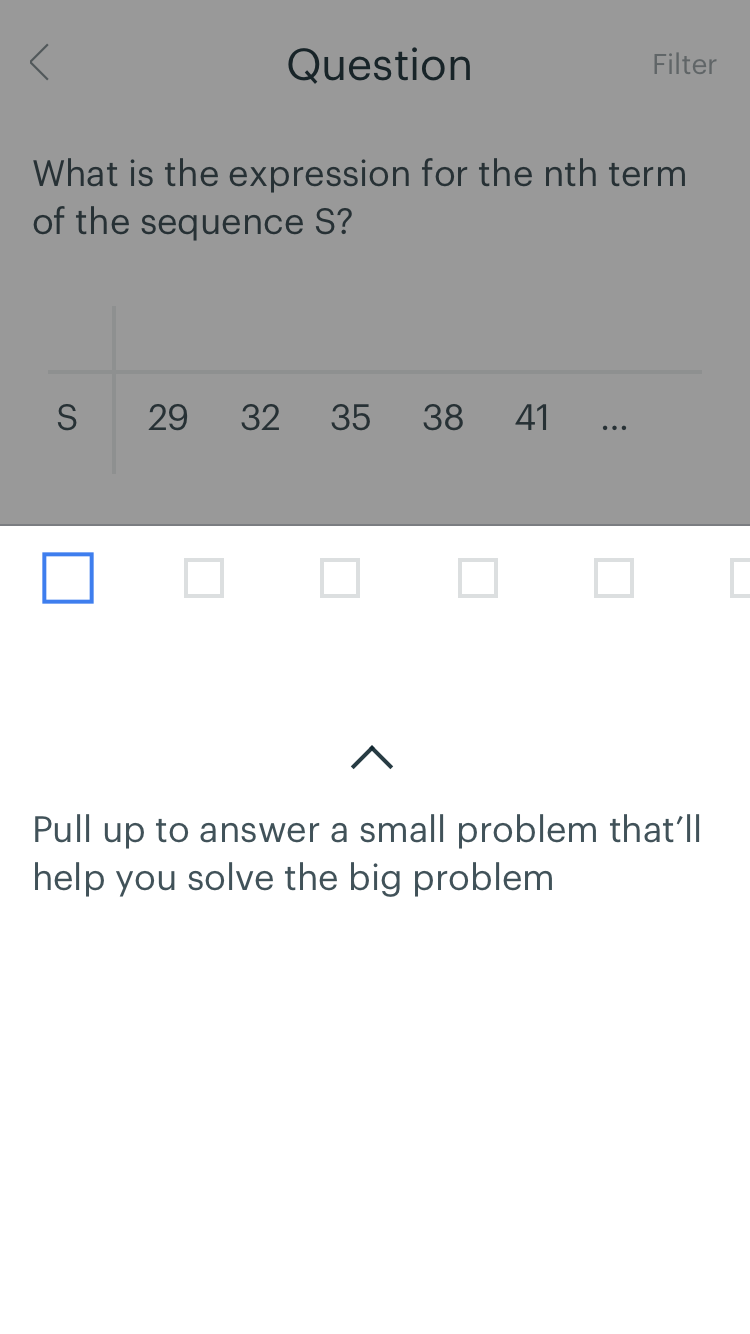 Question
Filter
What is the expression for the nth term
of the sequence S?
S 29 32 35 38 41 ...
Pull up to answer a small problem that’ll
help you solve the big problem